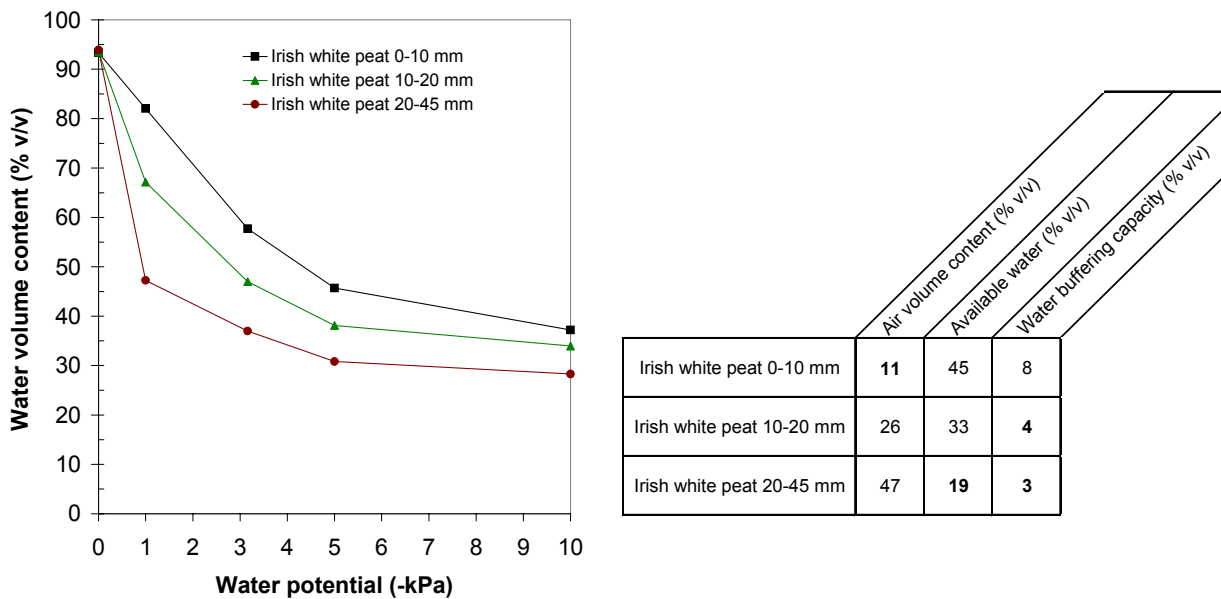 100
90
80
70
60
50
40
30
20
10
0
Water volume content (% v/v)
Irish white peat 0-10 mm
Irish white peat 10-20 mm
Irish white peat 20-45 mm
0 1 2 3 4 5 6 7 8 9 10
Water potential (-kPa)
Air volume content (% v/v)
Available water (% v/v)
Water buffering capacity (% v/v)
Irish white peat 0-10 mm 11 45 8
Irish white peat 10-20 mm 26 33 4
Irish white peat 20-45 mm 47 19 3